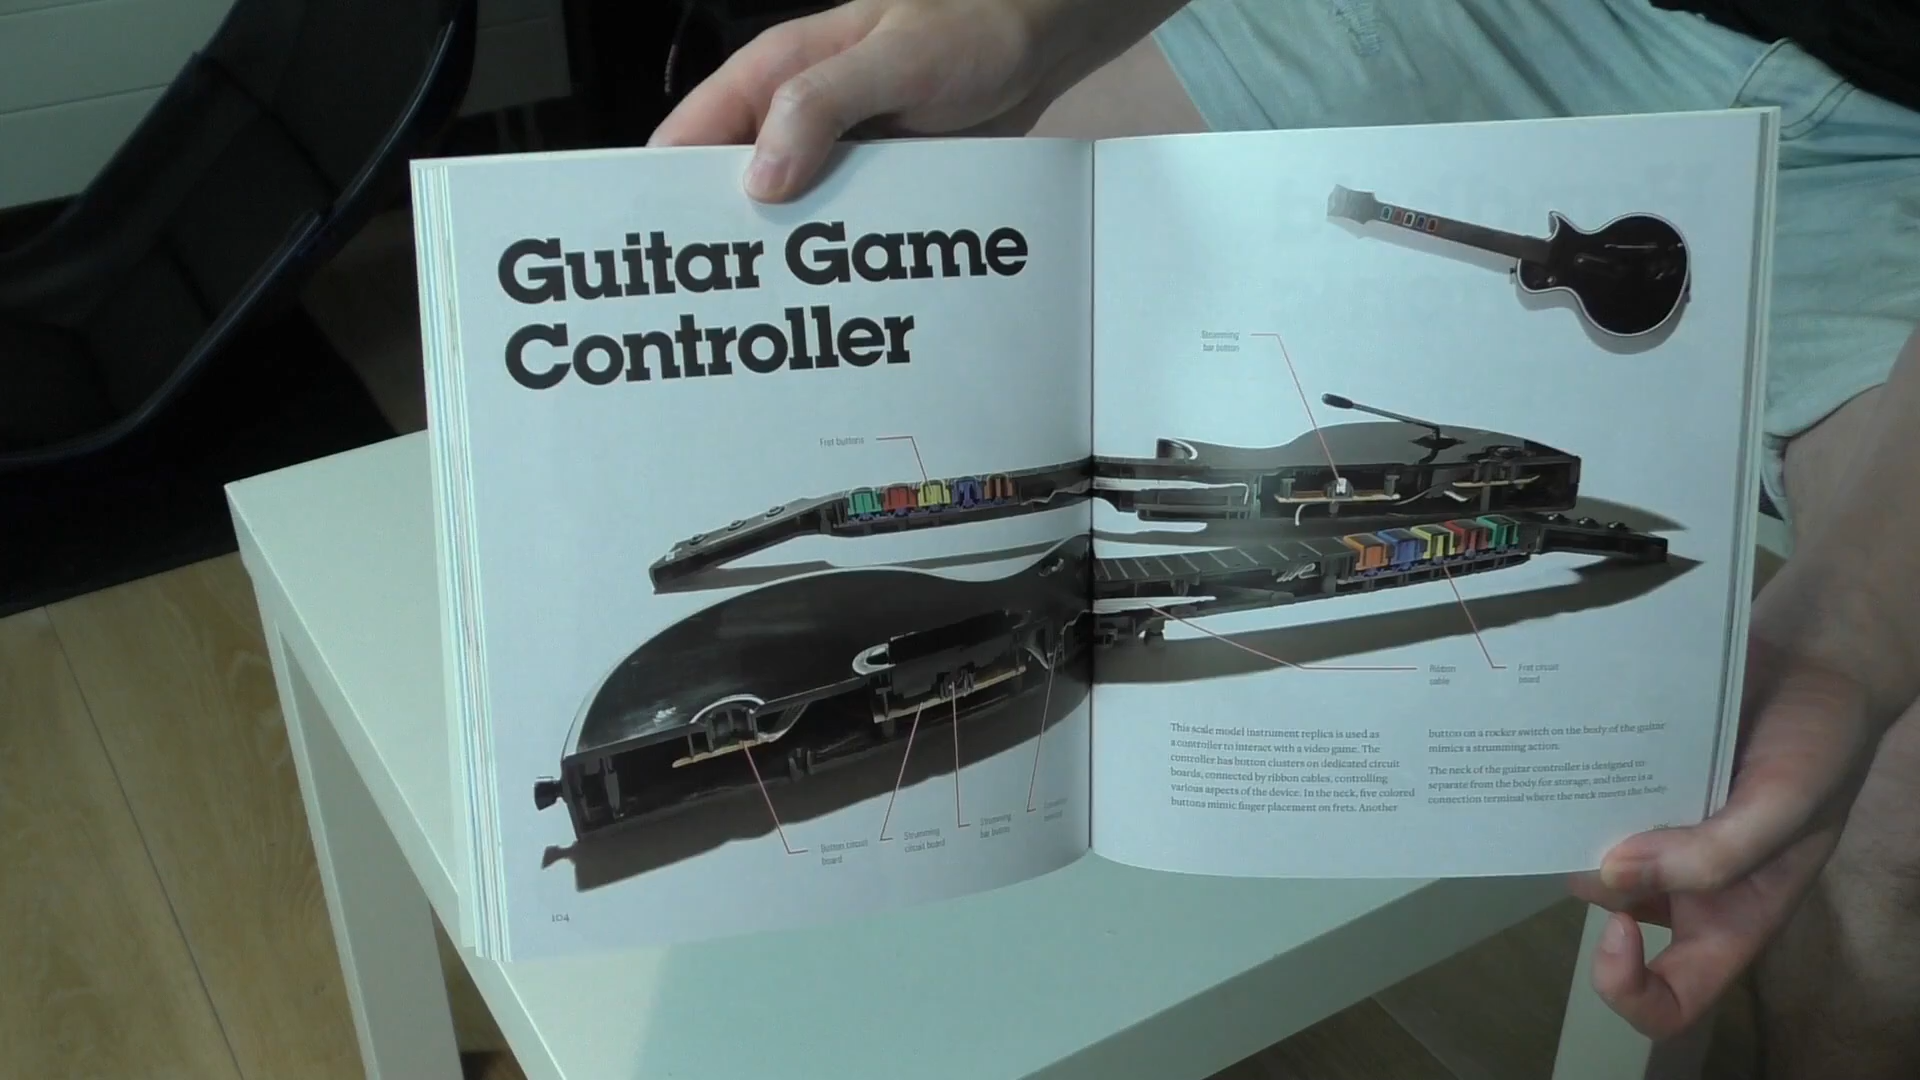 Guitar Game
Controller
Fret buttons
Button circuit
board
Strumming
circuit board
Strumming
bar button
104
Strumming
bar button
Ribbon
cable
Fret circuit
board
This scale model instrument replica is used as
a controller to interact with a video game. The
controller has button clusters on dedicated circuit
boards, connected by ribbon cables, controlling
various aspects of the device. In the neck, five colored
buttons mimic finger placement on frets. Another
button on a rocker switch on the body of the guitar
mimics a strumming action.
The neck of the guitar controller is designed to
separate from the body for storage, and there is a
connection terminal where the neck meets the body.